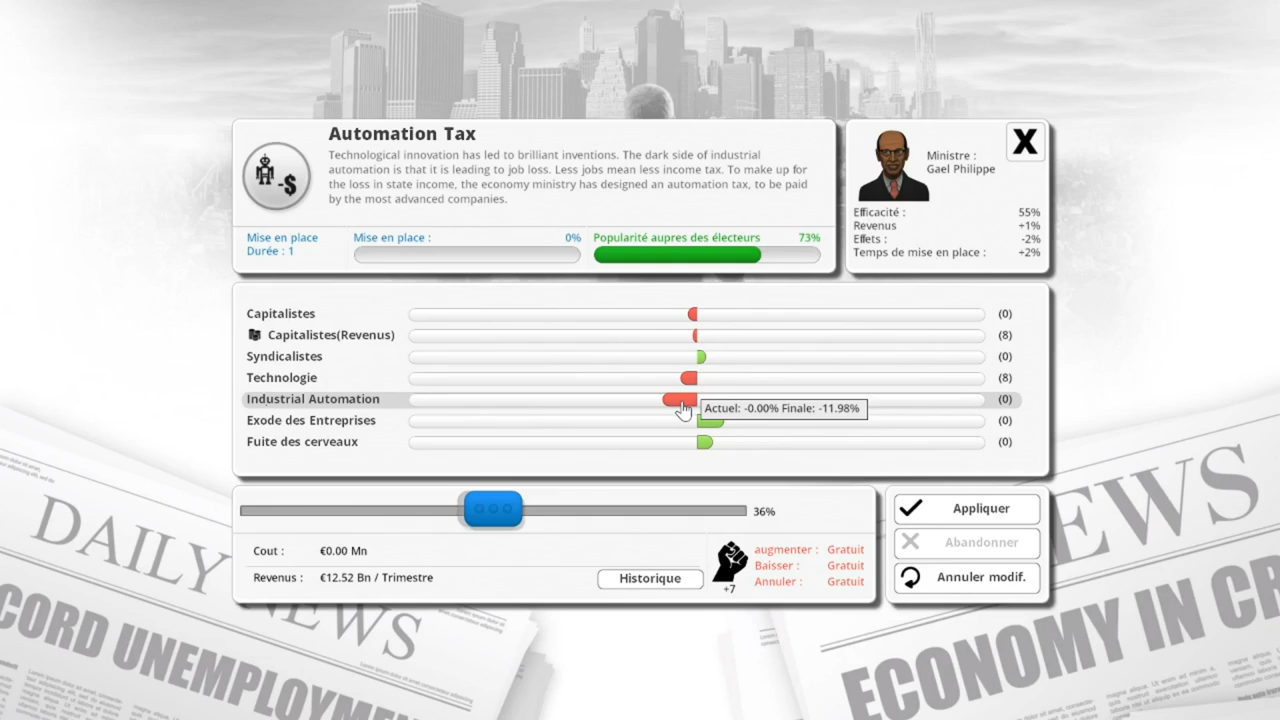 Automation Tax
Technological innovation has led to brilliant inventions. The dark side of industrial
automation is that it is leading to job loss. Less jobs mean less income tax. To make up for
the loss in state income, the economy ministry has designed an automation tax, to be paid
by the most advanced companies.
-$
Mise en place
Durée : 1
Mise en place : 0%
Popularité aupres des électeurs 73%
X
Ministre :
Gael Philippe
Efficacité : 55%
Revenus +1%
Effets : -2%
Temps de mise en place : +2%
Capitalistes (0)
Capitalistes(Revenus) (8)
Syndicalistes (0)
Technologie (8)
Industrial Automation (0)
Actuel: -0.00% Finale: -11.98%
Exode des Entreprises (0)
Fuite des cerveaux (0)
36%
Cout : €0.00 Mn
Revenus : €12.52 Bn / Trimestre
Historique
+7
augmenter : Gratuit
Baisser : Gratuit
Annuler : Gratuit
Appliquer
Abandonner
Annuler modif.
DAILY NEWS
CORD UNEMPLOYME
EWS
ECONOMY IN CR